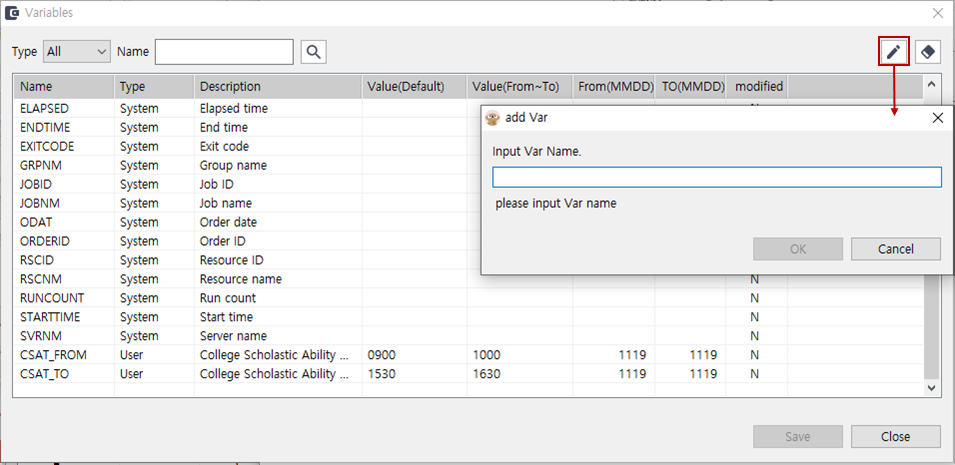 Variables
Type All Name
Name Type Description Value(Default) Value(From~To) From(MMDD) TO(MMDD) modified
ELAPSED System Elapsed time
ENDTIME System End time
EXITCODE System Exit code
GRPNM System Group name
JOBID System Job ID
JOBNM System Job name
ODAT System Order date
ORDERID System Order ID
RSCID System Resource ID
RSCNM System Resource name N
RUNCOUNT System Run count N
STARTTIME System Start time N
SVRNM System Server name N
CSAT_FROM User College Scholastic Ability ... 0900 1000 1119 1119 N
CSAT_TO User College Scholastic Ability ... 1530 1630 1119 1119 N
Save Close
add Var
Input Var Name.
please input Var name
OK Cancel